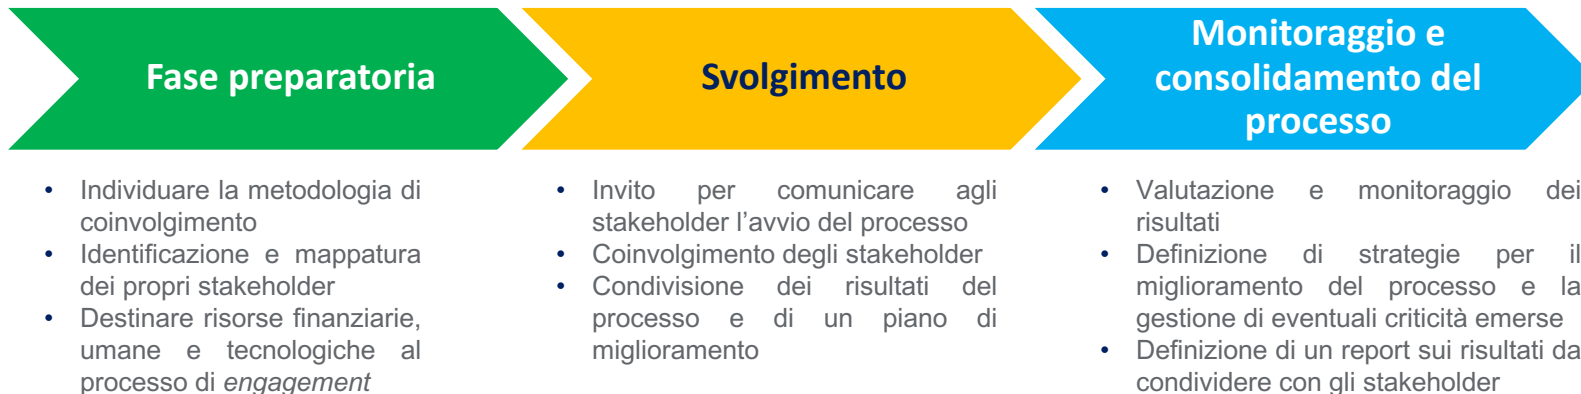 Fase preparatoria
• Individuare la metodologia di
coinvolgimento
• Identificazione e mappatura
dei propri stakeholder
• Destinare risorse finanziarie,
umane e tecnologiche al
processo di engagement
Svolgimento
• Invito per comunicare agli
stakeholder l’avvio del processo
• Coinvolgimento degli stakeholder
• Condivisione dei risultati del
processo e di un piano di
miglioramento
Monitoraggio e
consolidamento del
processo
• Valutazione e monitoraggio dei
risultati
• Definizione di strategie per il
miglioramento del processo e la
gestione di eventuali criticità emerse
• Definizione di un report sui risultati da
condividere con gli stakeholder